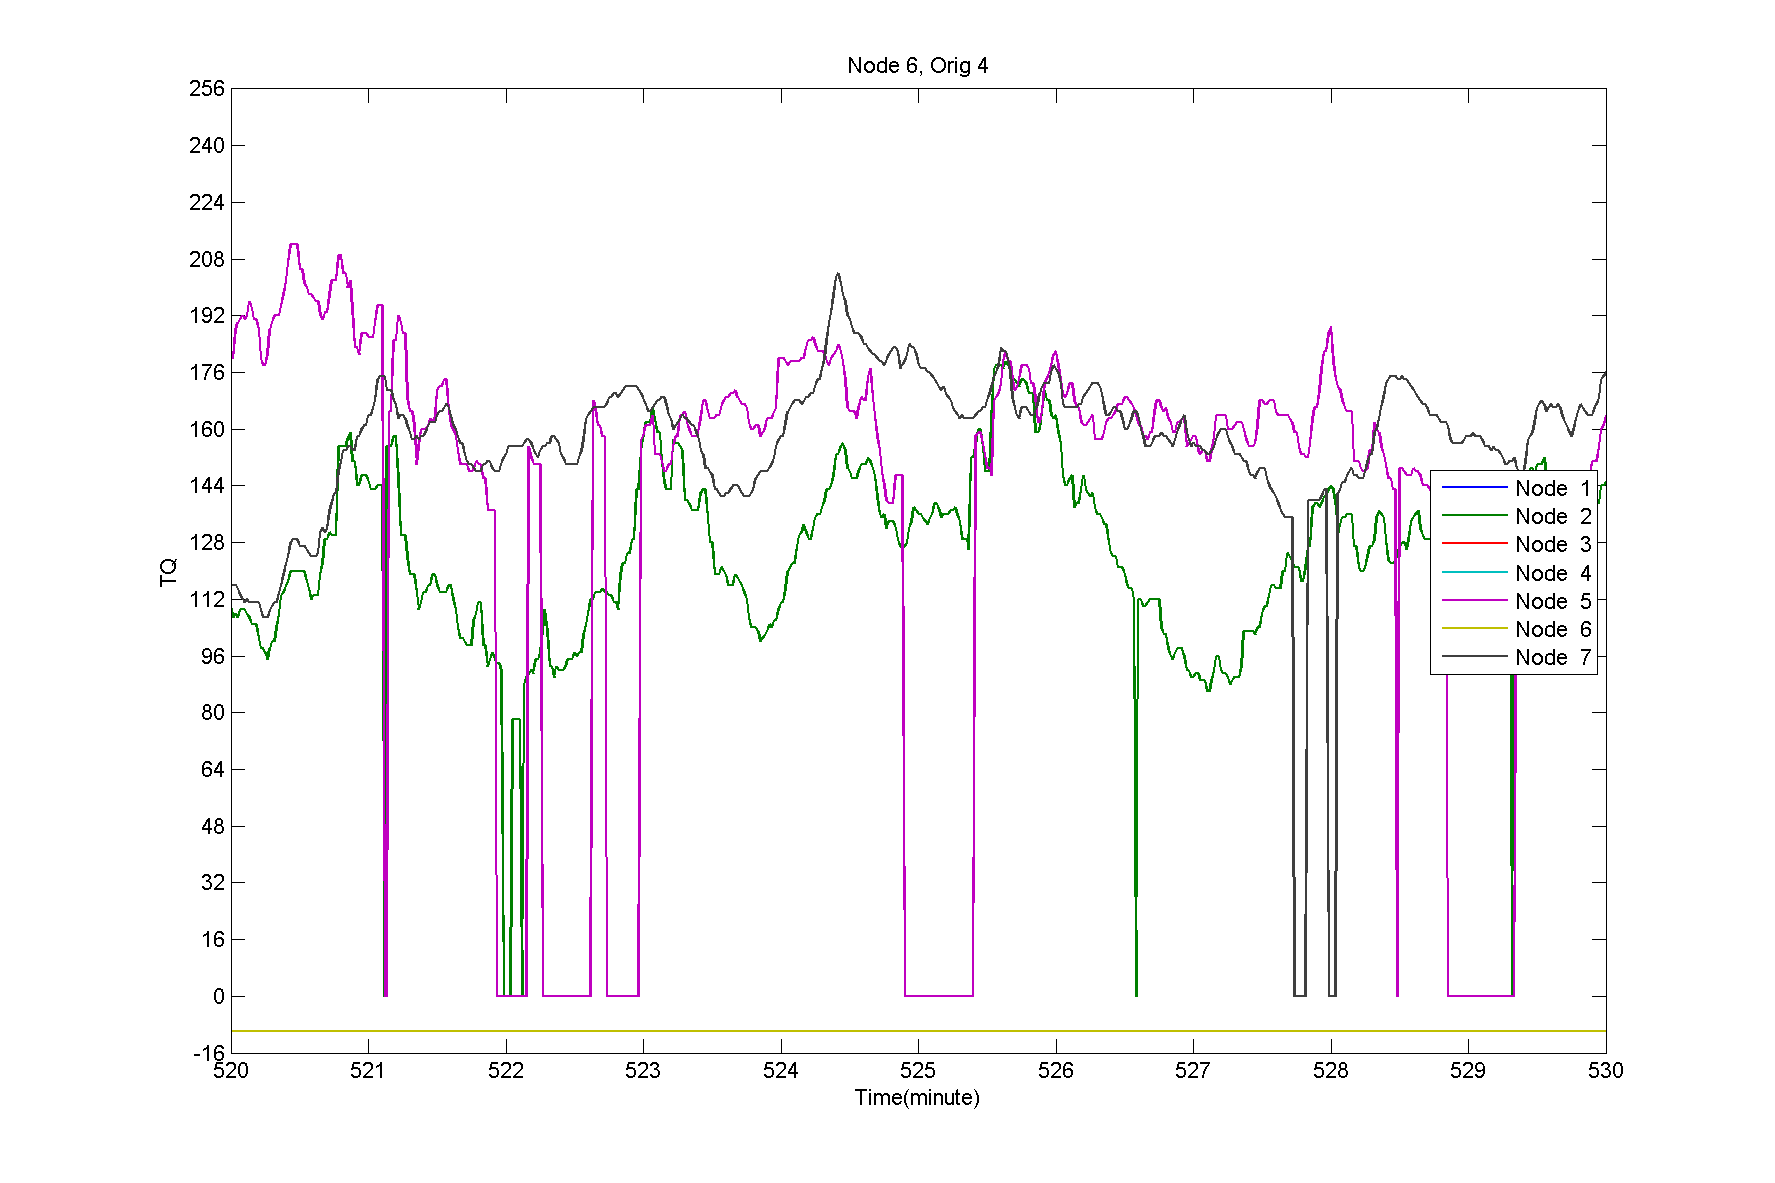 Node 6, Orig 4
256
240
224
208
192
176
160
144
128
112
96
80
64
48
32
16
0
-16
TQ
Node 1
Node 2
Node 3
Node 4
Node 5
Node 6
Node 7
520 521 522 523 524 525 526 527 528 529 530
Time(minute)